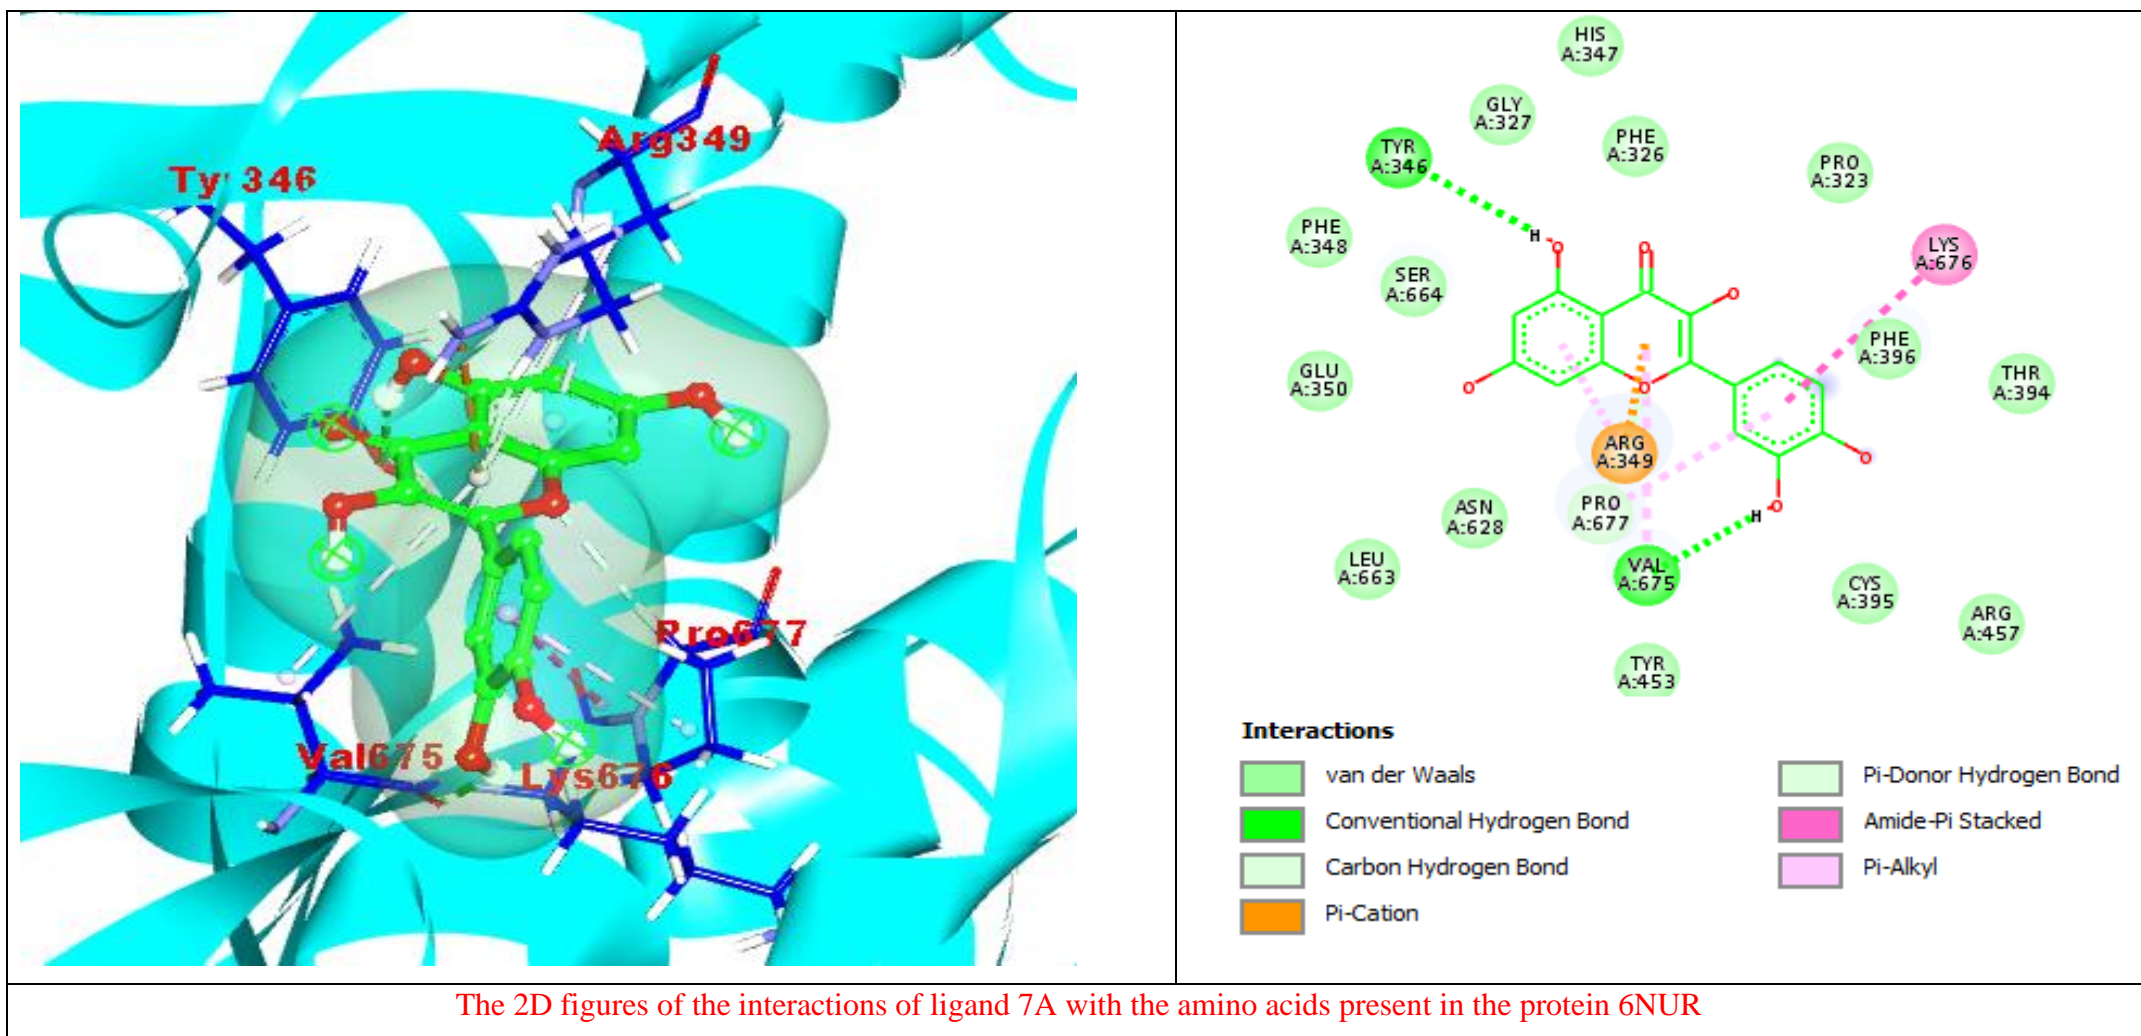 Arg349
Ty 346
Pro677
Val675
Lys676
HIS
A:347
GLY
A:327
PHE
A:326
TYR
A:346
PRO
A:323
PHE
A:348
SER
A:664
LYS
A:676
H
O
O
O
PHE
A:396
GLU
A:350
THR
A:394
O
O
ARG
A:349
O
ASN
A:628
PRO
A:677
O
H
LEU
A:663
VAL
A:675
CYS
A:395
ARG
A:457
TYR
A:453
Interactions
van der Waals
Conventional Hydrogen Bond
Carbon Hydrogen Bond
Pi-Cation
Pi-Donor Hydrogen Bond
Amide-Pi Stacked
Pi-Alkyl
The 2D figures of the interactions of ligand 7A with the amino acids present in the protein 6NUR